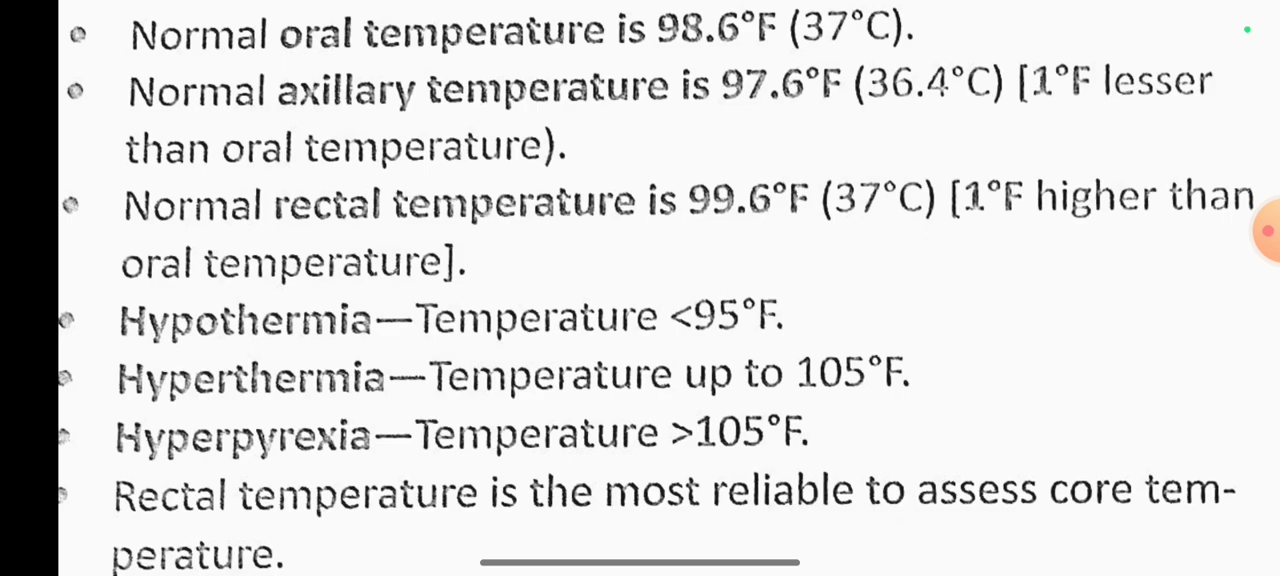 • Normal oral temperature is 98.6°F (37°C).
• Normal axillary temperature is 97.6°F (36.4°C) [1°F lesser
than oral temperature).
• Normal rectal temperature is 99.6°F (37°C) [1°F higher than
oral temperature].
• Hypothermia—Temperature <95°F.
• Hyperthermia—Temperature up to 105°F.
• Hyperpyrexia—Temperature >105°F.
• Rectal temperature is the most reliable to assess core tem-
perature.